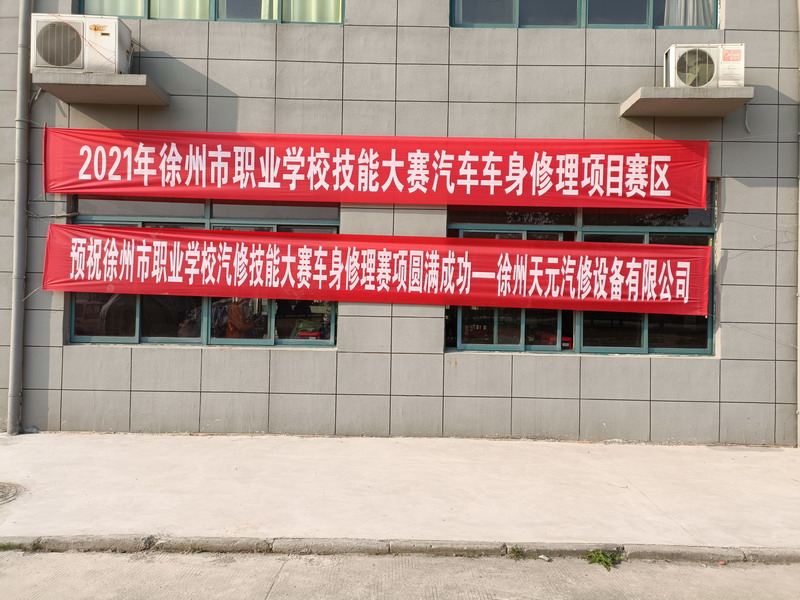 2021年徐州市职业学校技能大赛汽车车身修理项目赛区
预祝徐州市职业学校汽修技能大赛车身修理赛项圆满成功—徐州天元汽修设备有限公司